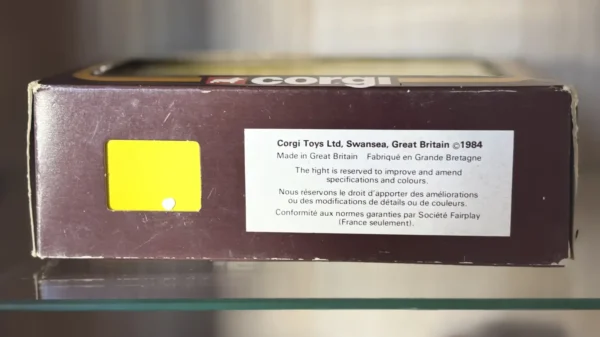 corgi
Corgi Toys Ltd, Swansea, Great Britain ©1984
Made in Great Britain Fabriqué en Grande Bretagne
The tight is reserved to improve and amend
specifications and colours.
Nous réservons le droit d'apporter des améliorations
ou des modifications de détails ou de couleurs.
Conformité aux normes garanties par Société Fairplay
(France seulement).